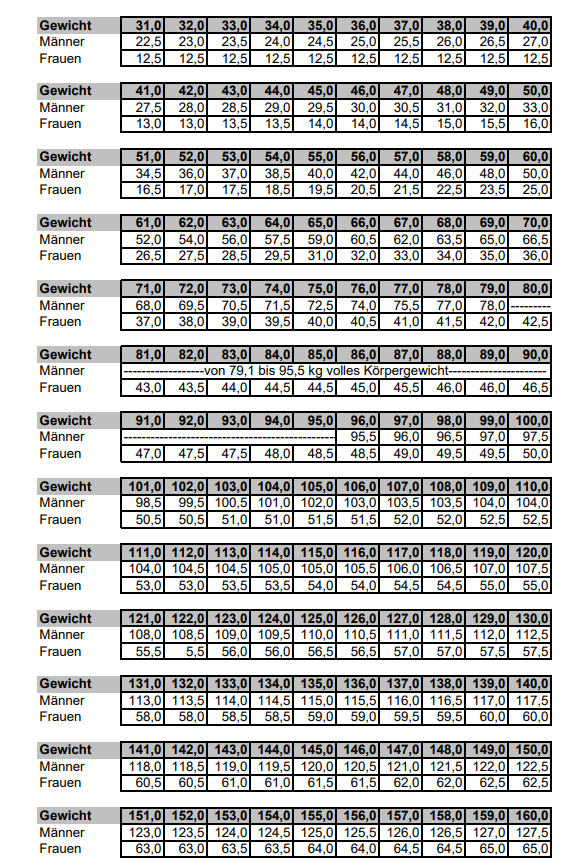 Gewicht 31,0 32,0 33,0 34,0 35,0 36,0 37,0 38,0 39,0 40,0
Männer 22,5 23,0 23,5 24,0 24,5 25,0 25,5 26,0 26,5 27,0
Frauen 12,5 12,5 12,5 12,5 12,5 12,5 12,5 12,5 12,5 12,5
Gewicht 41,0 42,0 43,0 44,0 45,0 46,0 47,0 48,0 49,0 50,0
Männer 27,5 28,0 28,5 29,0 29,5 30,0 30,5 31,0 32,0 33,0
Frauen 13,0 13,0 13,5 13,5 14,0 14,0 14,5 15,0 15,5 16,0
Gewicht 51,0 52,0 53,0 54,0 55,0 56,0 57,0 58,0 59,0 60,0
Männer 34,5 36,0 37,0 38,5 40,0 42,0 44,0 46,0 48,0 50,0
Frauen 16,5 17,0 17,5 18,5 19,5 20,5 21,5 22,5 23,5 25,0
Gewicht 61,0 62,0 63,0 64,0 65,0 66,0 67,0 68,0 69,0 70,0
Männer 52,0 54,0 56,0 57,5 59,0 60,5 62,0 63,5 65,0 66,5
Frauen 26,5 27,5 28,5 29,5 31,0 32,0 33,0 34,0 35,0 36,0
Gewicht 71,0 72,0 73,0 74,0 75,0 76,0 77,0 78,0 79,0 80,0
Männer 68,0 69,5 70,5 71,5 72,5 74,0 75,5 77,0 78,0 ---------
Frauen 37,0 38,0 39,0 39,5 40,0 40,5 41,0 41,5 42,0 42,5
Gewicht 81,0 82,0 83,0 84,0 85,0 86,0 87,0 88,0 89,0 90,0
Männer ------------------von 79,1 bis 95,5 kg volles Körpergewicht----------------------
Frauen 43,0 43,5 44,0 44,5 44,5 45,0 45,5 46,0 46,0 46,5
Gewicht 91,0 92,0 93,0 94,0 95,0 96,0 97,0 98,0 99,0 100,0
Männer ------------------------------------------------ 95,5 96,0 96,5 97,0 97,5
Frauen 47,0 47,5 47,5 48,0 48,5 48,5 49,0 49,5 49,5 50,0
Gewicht 101,0 102,0 103,0 104,0 105,0 106,0 107,0 108,0 109,0 110,0
Männer 98,5 99,5 100,5 101,0 102,0 103,0 103,5 103,5 104,0 104,0
Frauen 50,5 50,5 51,0 51,0 51,5 51,5 52,0 52,0 52,5 52,5
Gewicht 111,0 112,0 113,0 114,0 115,0 116,0 117,0 118,0 119,0 120,0
Männer 104,0 104,5 104,5 105,0 105,0 105,5 106,0 106,5 107,0 107,5
Frauen 53,0 53,0 53,5 53,5 54,0 54,0 54,5 54,5 55,0 55,0
Gewicht 121,0 122,0 123,0 124,0 125,0 126,0 127,0 128,0 129,0 130,0
Männer 108,0 108,5 109,0 109,5 110,0 110,5 111,0 111,5 112,0 112,5
Frauen 55,5 5,5 56,0 56,0 56,5 56,5 57,0 57,0 57,5 57,5
Gewicht 131,0 132,0 133,0 134,0 135,0 136,0 137,0 138,0 139,0 140,0
Männer 113,0 113,5 114,0 114,5 115,0 115,5 116,0 116,5 117,0 117,5
Frauen 58,0 58,0 58,5 58,5 59,0 59,0 59,5 59,5 60,0 60,0
Gewicht 141,0 142,0 143,0 144,0 145,0 146,0 147,0 148,0 149,0 150,0
Männer 118,0 118,5 119,0 119,5 120,0 120,5 121,0 121,5 122,0 122,5
Frauen 60,5 60,5 61,0 61,0 61,5 61,5 62,0 62,0 62,5 62,5
Gewicht 151,0 152,0 153,0 154,0 155,0 156,0 157,0 158,0 159,0 160,0
Männer 123,0 123,5 124,0 124,5 125,0 125,5 126,0 126,5 127,0 127,5
Frauen 63,0 63,0 63,5 63,5 64,0 64,0 64,5 64,5 65,0 65,0